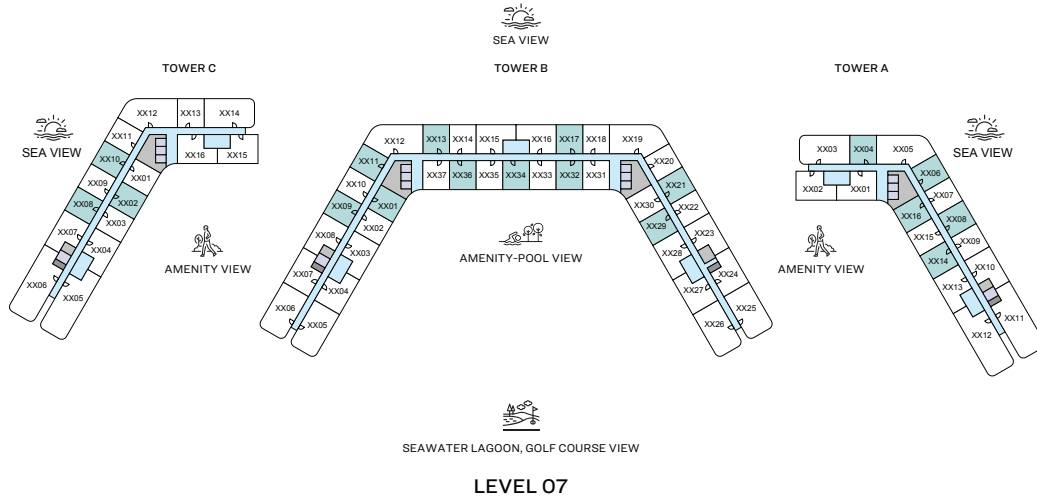 SEA VIEW
TOWER C
TOWER B
TOWER A
SEA VIEW
SEA VIEW
XX12
XX13
XX14
XX11
XX10
XX09
XX08
XX07
XX06
XX05
XX04
XX03
XX02
XX01
XX16
XX15
AMENITY VIEW
XX12
XX13
XX14
XX15
XX16
XX17
XX18
XX19
XX11
XX10
XX09
XX08
XX07
XX06
XX05
XX04
XX03
XX02
XX01
XX37
XX36
XX35
XX34
XX33
XX32
XX31
XX30
XX29
XX28
XX27
XX26
XX20
XX21
XX22
XX23
XX24
XX25
AMENITY-POOL VIEW
XX03
XX04
XX05
XX02
XX01
XX06
XX07
XX08
XX09
XX10
XX11
XX16
XX15
XX14
XX13
XX12
AMENITY VIEW
SEAWATER LAGOON, GOLF COURSE VIEW
LEVEL 07